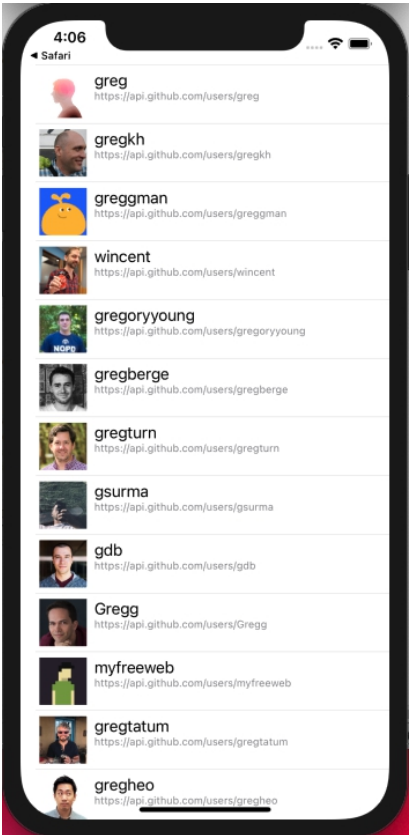 4:06
◀ Safari
greg
https://api.github.com/users/greg
gregkh
https://api.github.com/users/gregkh
greggman
https://api.github.com/users/greggman
wincent
https://api.github.com/users/wincent
gregoryyoung
https://api.github.com/users/gregoryyoung
NOPD
gregberge
https://api.github.com/users/gregberge
gregturn
https://api.github.com/users/gregturn
gsurma
https://api.github.com/users/gsurma
gdb
https://api.github.com/users/gdb
Gregg
https://api.github.com/users/Gregg
myfreeweb
https://api.github.com/users/myfreeweb
gregtatum
https://api.github.com/users/gregtatum
gregheo
https://api.github.com/users/gregheo